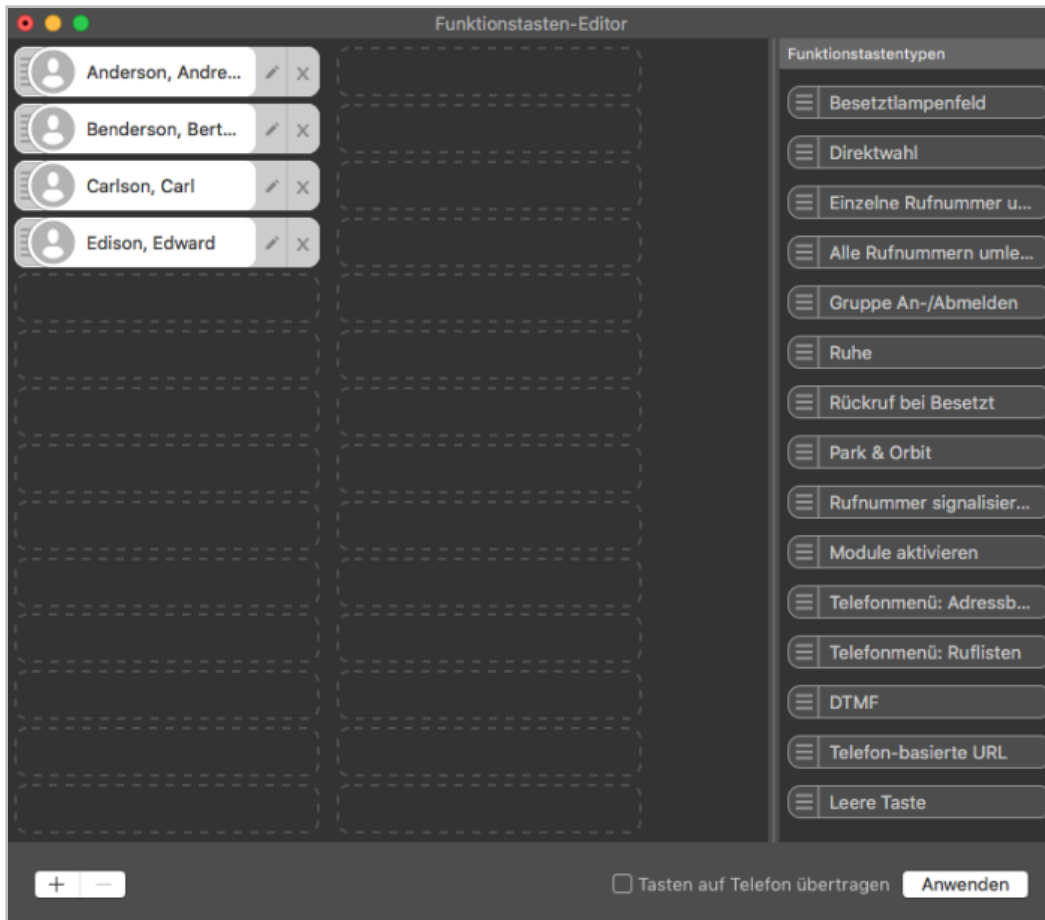 Funktionstasten-Editor
Anderson, Andre...
X
Benderson, Bert...
X
Carlson, Carl
X
Edison, Edward
X
Funktionstastentypen
Besetztlampenfeld
Direktwahl
Einzelne Rufnummer u...
Alle Rufnummern umle...
Gruppe An-/Abmelden
Ruhe
Rückruf bei Besetzt
Park & Orbit
Rufnummer signalisier...
Module aktivieren
Telefonmenü: Adressb...
Telefonmenü: Ruflisten
DTMF
Telefon-basierte URL
Leere Taste
+ −
Tasten auf Telefon übertragen
Anwenden